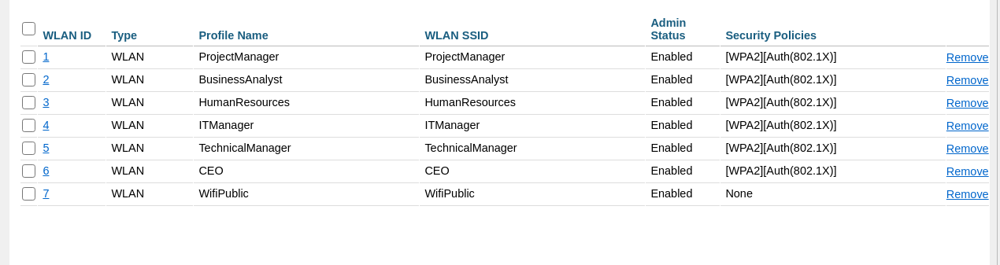 WLAN ID Type Profile Name WLAN SSID Admin Status Security Policies
1 WLAN ProjectManager ProjectManager Enabled [WPA2][Auth(802.1X)] Remove
2 WLAN BusinessAnalyst BusinessAnalyst Enabled [WPA2][Auth(802.1X)] Remove
3 WLAN HumanResources HumanResources Enabled [WPA2][Auth(802.1X)] Remove
4 WLAN ITManager ITManager Enabled [WPA2][Auth(802.1X)] Remove
5 WLAN TechnicalManager TechnicalManager Enabled [WPA2][Auth(802.1X)] Remove
6 WLAN CEO CEO Enabled [WPA2][Auth(802.1X)] Remove
7 WLAN WifiPublic WifiPublic Enabled None Remove